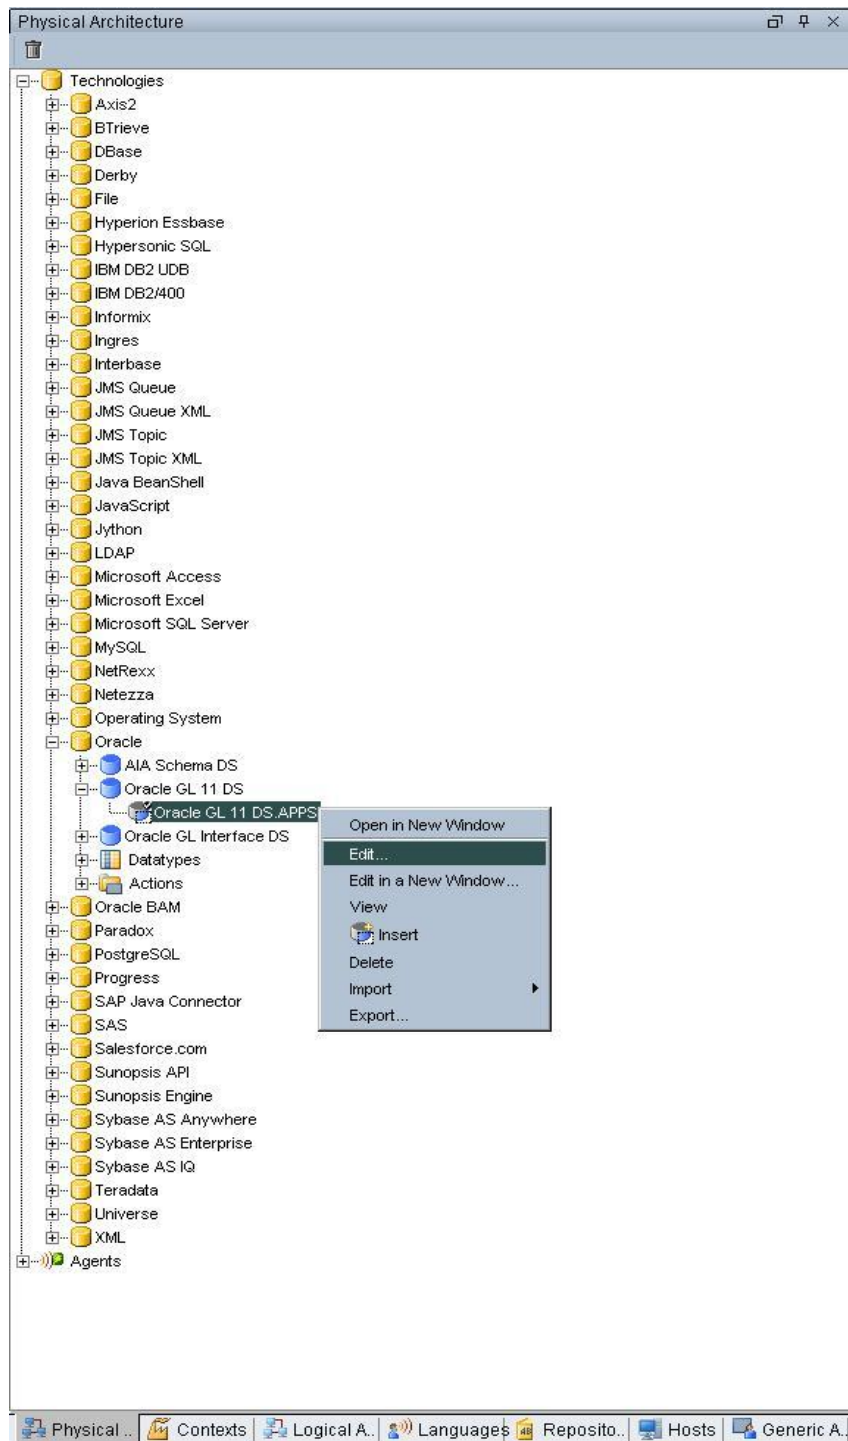 Physical Architecture
Technologies
Axis2
BTrieve
DBase
Derby
File
Hyperion Essbase
Hypersonic SQL
IBM DB2 UDB
IBM DB2/400
Informix
Ingres
Interbase
JMS Queue
JMS Queue XML
JMS Topic
JMS Topic XML
Java BeanShell
JavaScript
Jython
LDAP
Microsoft Access
Microsoft Excel
Microsoft SQL Server
MySQL
NetRexx
Netezza
Operating System
Oracle
AIA Schema DS
Oracle GL 11 DS
Oracle GL 11 DS.APPS
Oracle GL Interface DS
Datatypes
Actions
Oracle BAM
Paradox
PostgreSQL
Progress
SAP Java Connector
SAS
Salesforce.com
Sunopsis API
Sunopsis Engine
Sybase AS Anywhere
Sybase AS Enterprise
Sybase AS IQ
Teradata
Universe
XML
Agents
Open in New Window
Edit...
Edit in a New Window...
View
Insert
Delete
Import
Export...
Physical .. Contexts Logical A.. Languages Reposito.. Hosts Generic A..